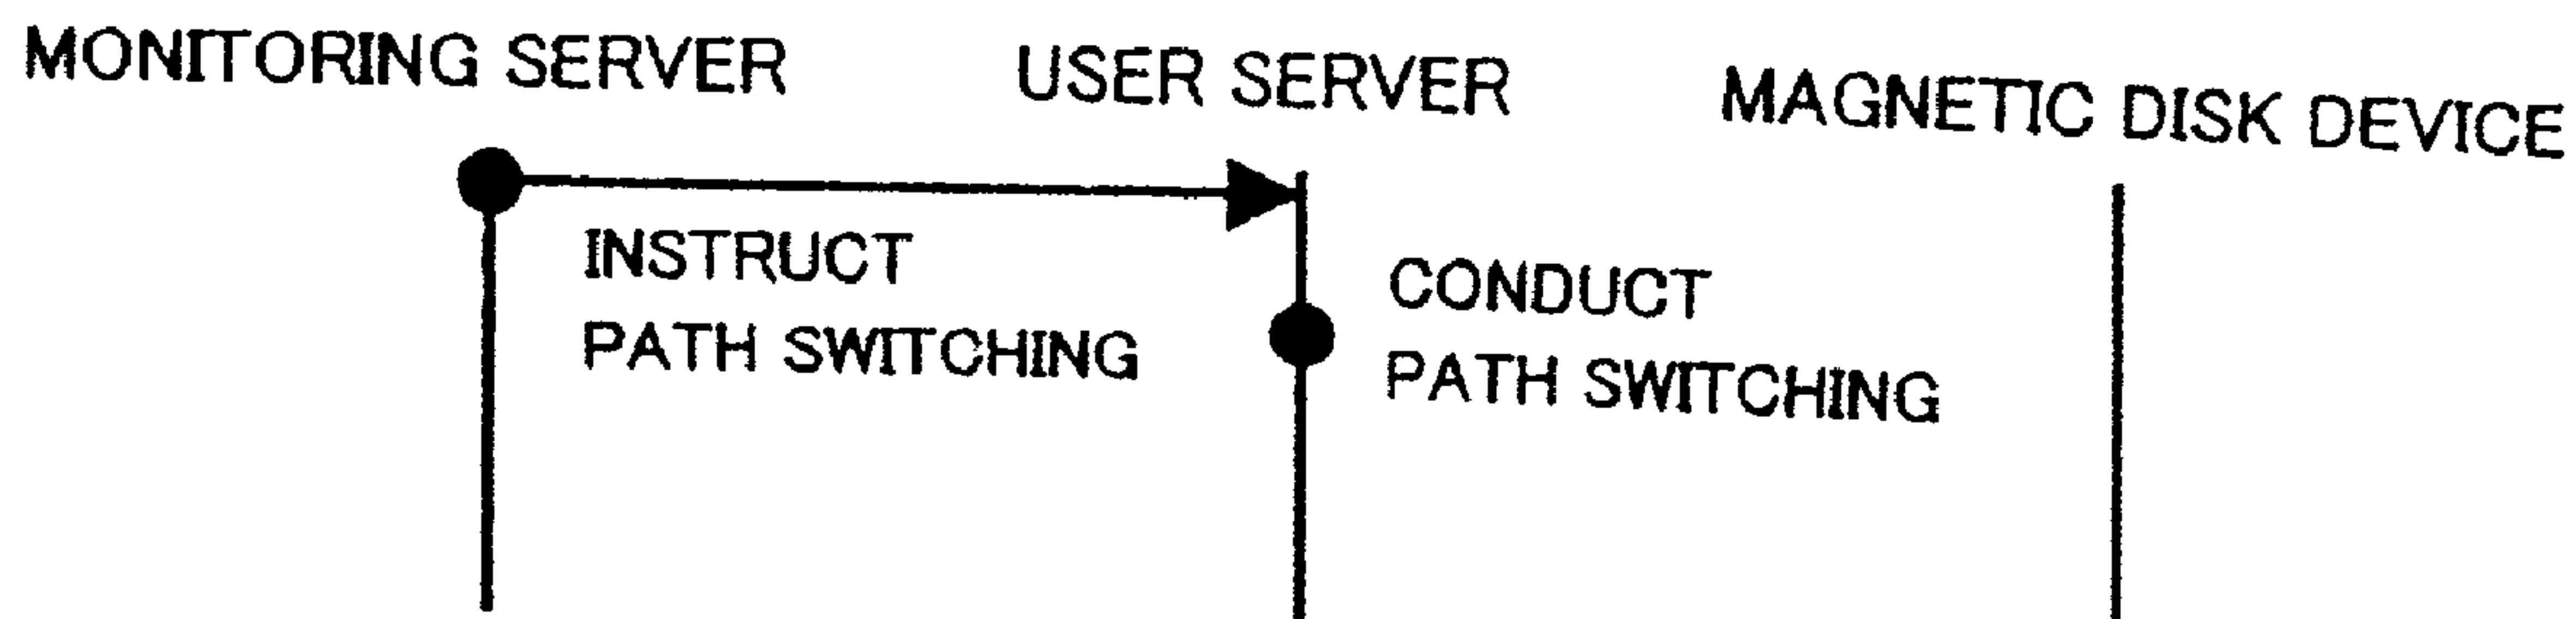 MONITORING SERVER
USER SERVER
MAGNETIC DISK DEVICE
INSTRUCT
PATH SWITCHING
CONDUCT
PATH SWITCHING